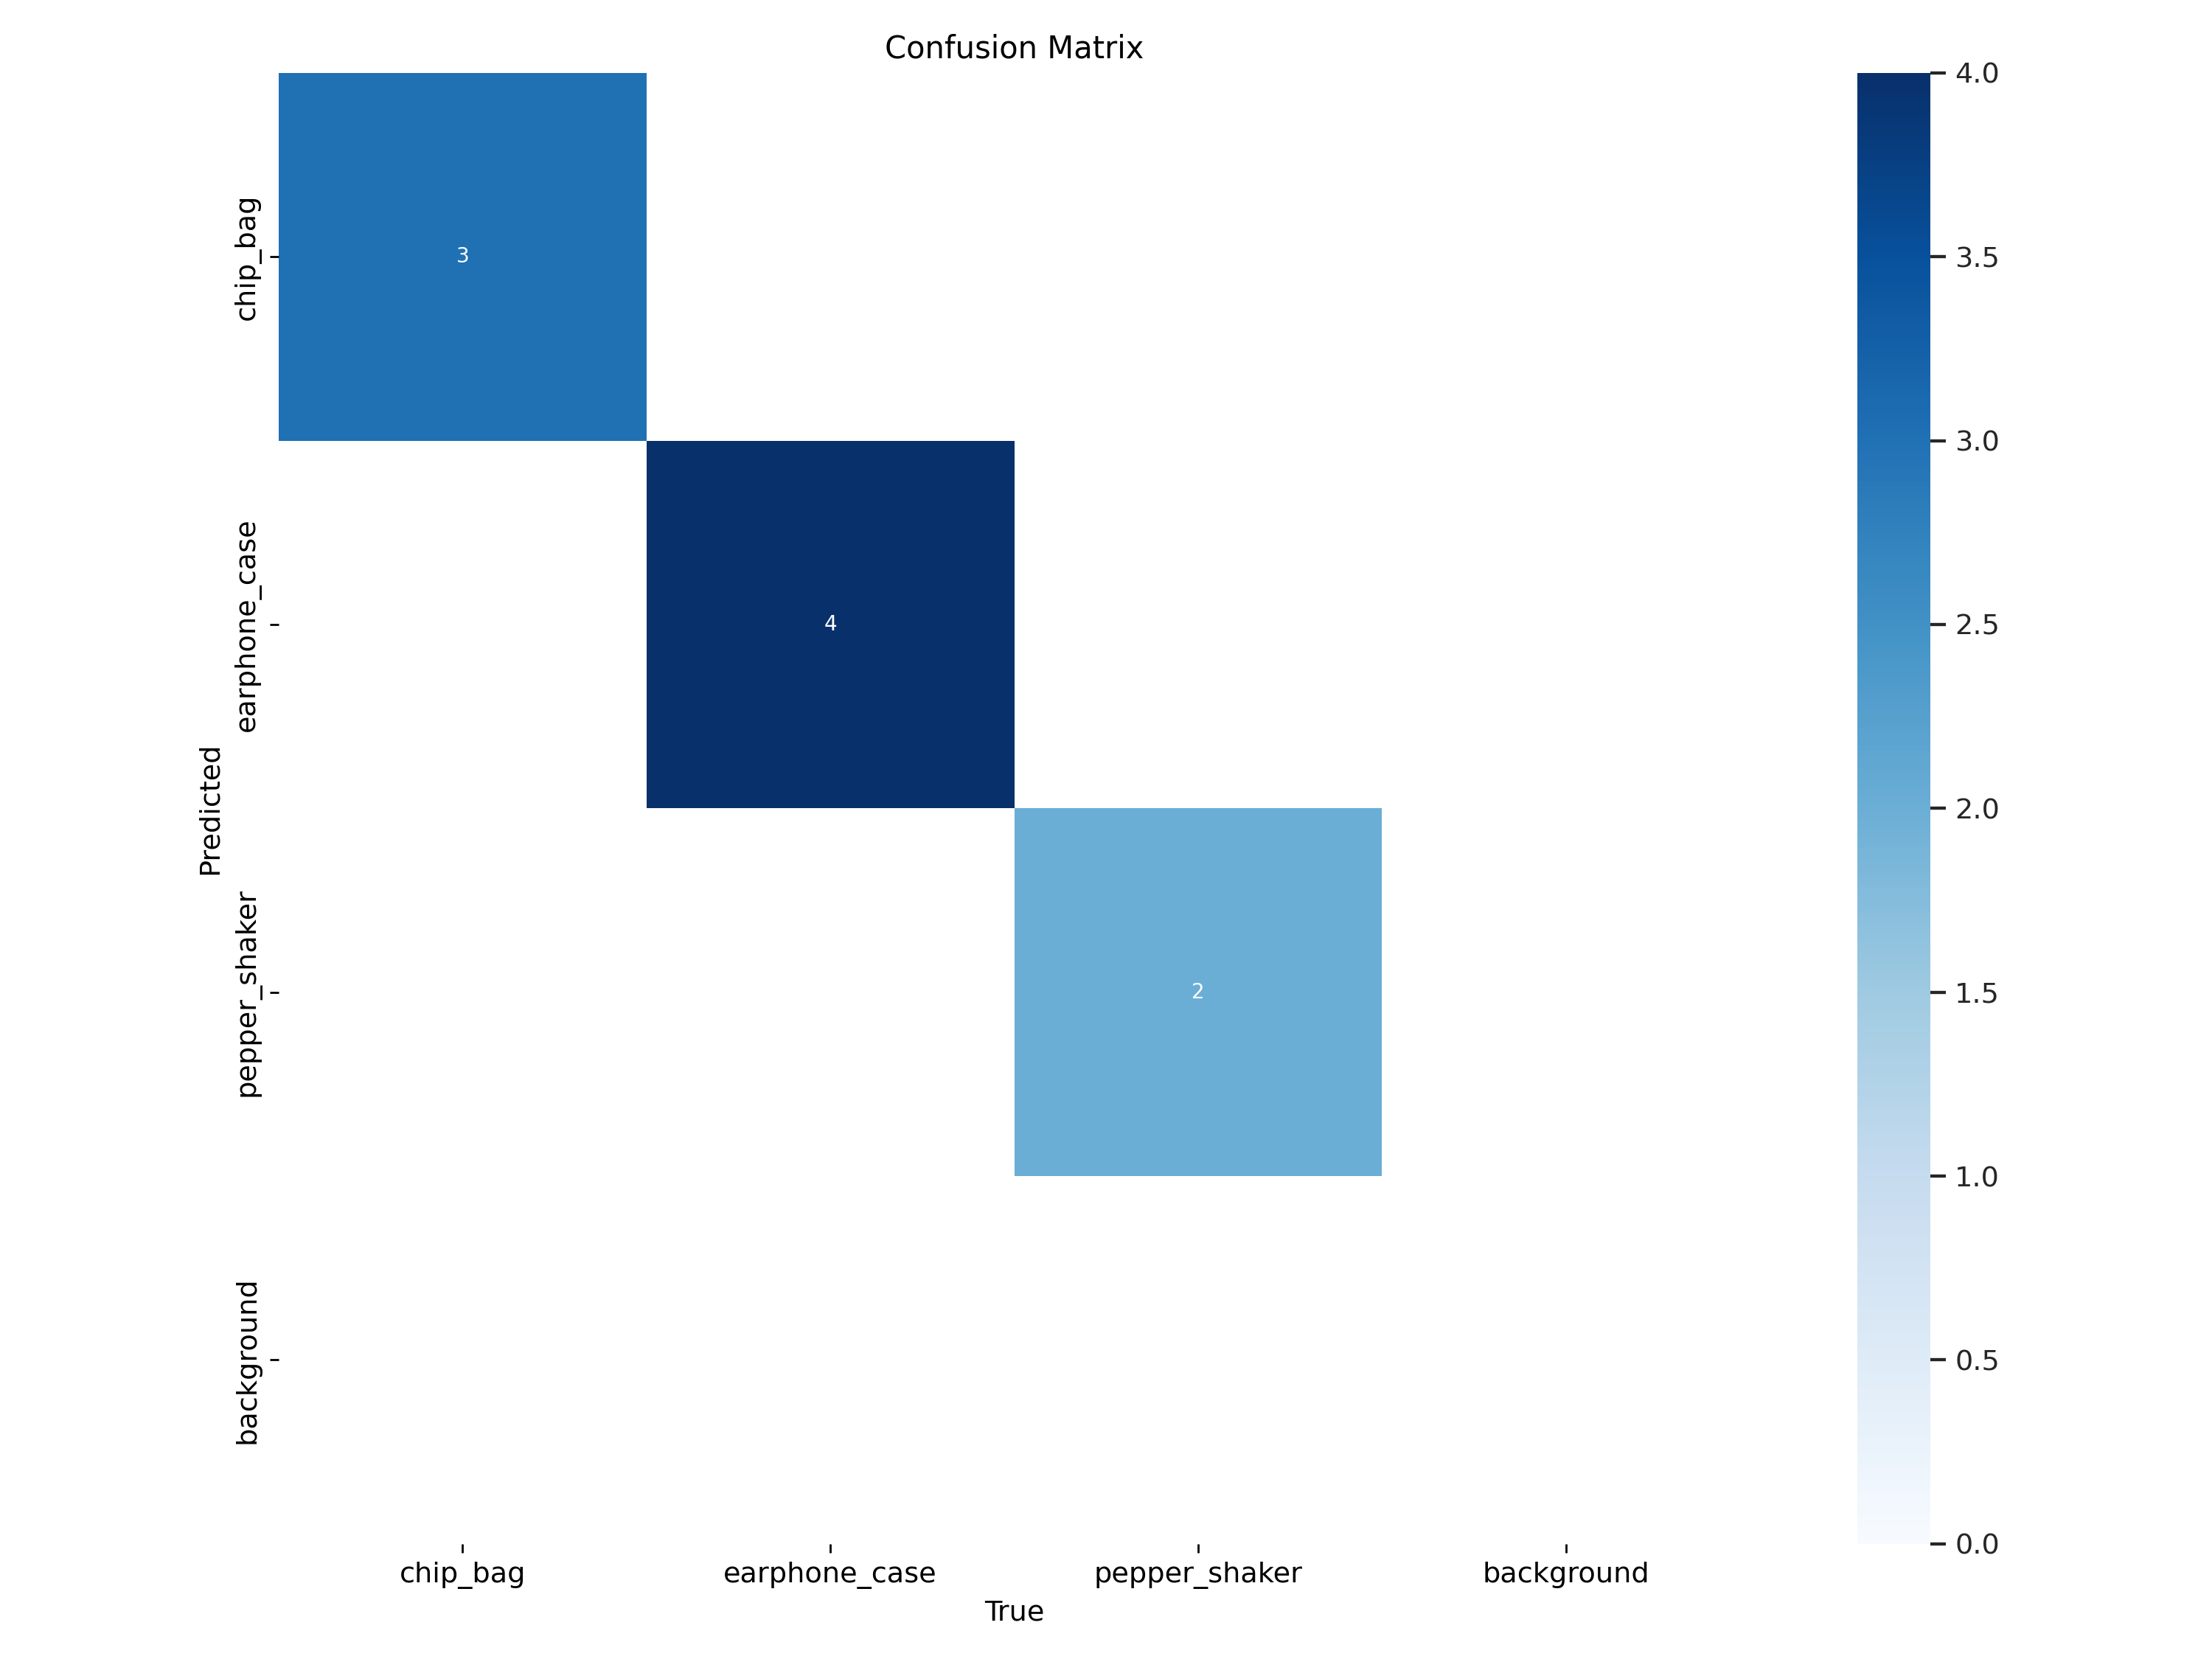 Confusion Matrix
Predicted
chip_bag
earphone_case
pepper_shaker
background
3
4
2
chip_bag
earphone_case
pepper_shaker
background
True
4.0
3.5
3.0
2.5
2.0
1.5
1.0
0.5
0.0